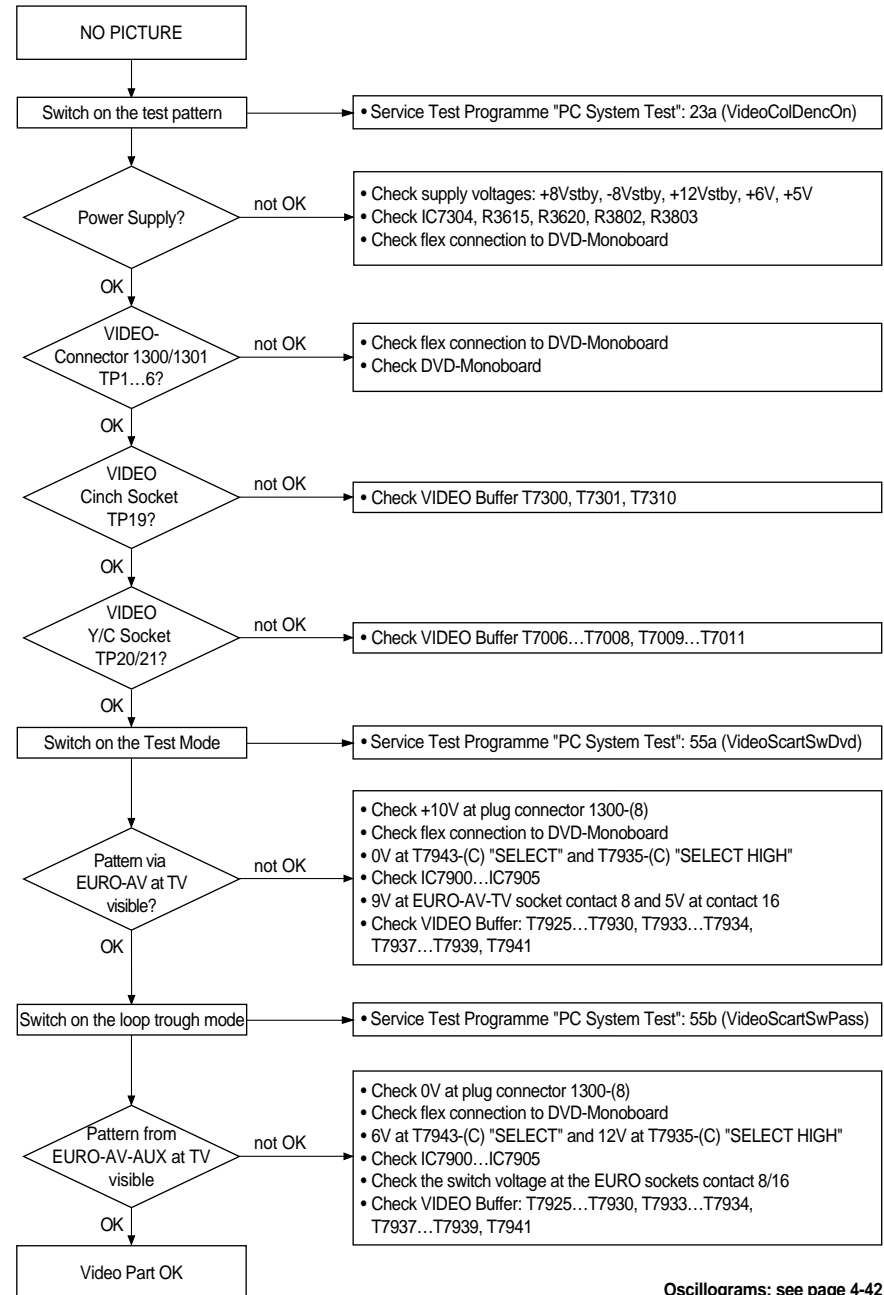 NO PICTURE
Switch on the test pattern
• Service Test Programme "PC System Test": 23a (VideoColDencOn)
Power Supply?
not OK
• Check supply voltages: +8Vstby, -8Vstby, +12Vstby, +6V, +5V
• Check IC7304, R3615, R3620, R3802, R3803
• Check flex connection to DVD-Monoboard
OK
VIDEO-
Connector 1300/1301
TP1…6?
not OK
• Check flex connection to DVD-Monoboard
• Check DVD-Monoboard
OK
VIDEO
Cinch Socket
TP19?
not OK
• Check VIDEO Buffer T7300, T7301, T7310
OK
VIDEO
Y/C Socket
TP20/21?
not OK
• Check VIDEO Buffer T7006…T7008, T7009…T7011
OK
Switch on the Test Mode
• Service Test Programme "PC System Test": 55a (VideoScartSwDvd)
Pattern via
EURO-AV at TV
visible?
not OK
• Check +10V at plug connector 1300-(8)
• Check flex connection to DVD-Monoboard
• 0V at T7943-(C) "SELECT" and T7935-(C) "SELECT HIGH"
• Check IC7900…IC7905
• 9V at EURO-AV-TV socket contact 8 and 5V at contact 16
• Check VIDEO Buffer: T7925…T7930, T7933…T7934,
T7937…T7939, T7941
OK
Switch on the loop trough mode
• Service Test Programme "PC System Test": 55b (VideoScartSwPass)
Pattern from
EURO-AV-AUX at TV
visible
not OK
• Check 0V at plug connector 1300-(8)
• Check flex connection to DVD-Monoboard
• 6V at T7943-(C) "SELECT" and 12V at T7935-(C) "SELECT HIGH"
• Check IC7900…IC7905
• Check the switch voltage at the EURO sockets contact 8/16
• Check VIDEO Buffer: T7925…T7930, T7933…T7934,
T7937…T7939, T7941
OK
Video Part OK
Oscillograms: see page 4-42